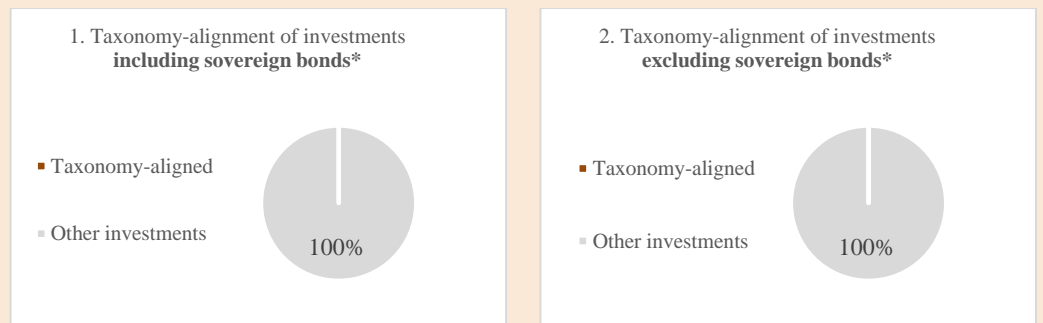 1. Taxonomy-alignment of investments
including sovereign bonds*
Taxonomy-aligned
Other investments
100%
2. Taxonomy-alignment of investments
excluding sovereign bonds*
Taxonomy-aligned
Other investments
100%